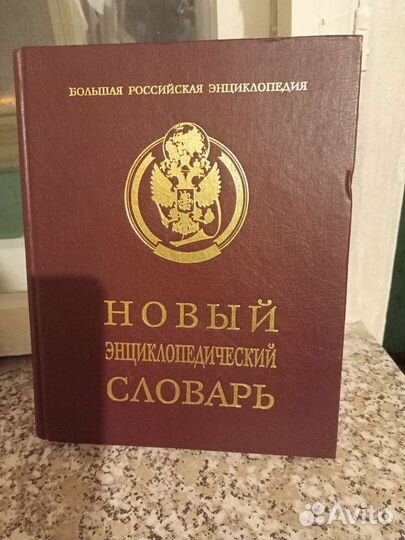 БОЛЬШАЯ РОССИЙСКАЯ ЭНЦИКЛОПЕДИЯ
НОВЫЙ
ЭНЦИКЛОПЕДИЧЕСКИЙ
СЛОВАРЬ
Avito